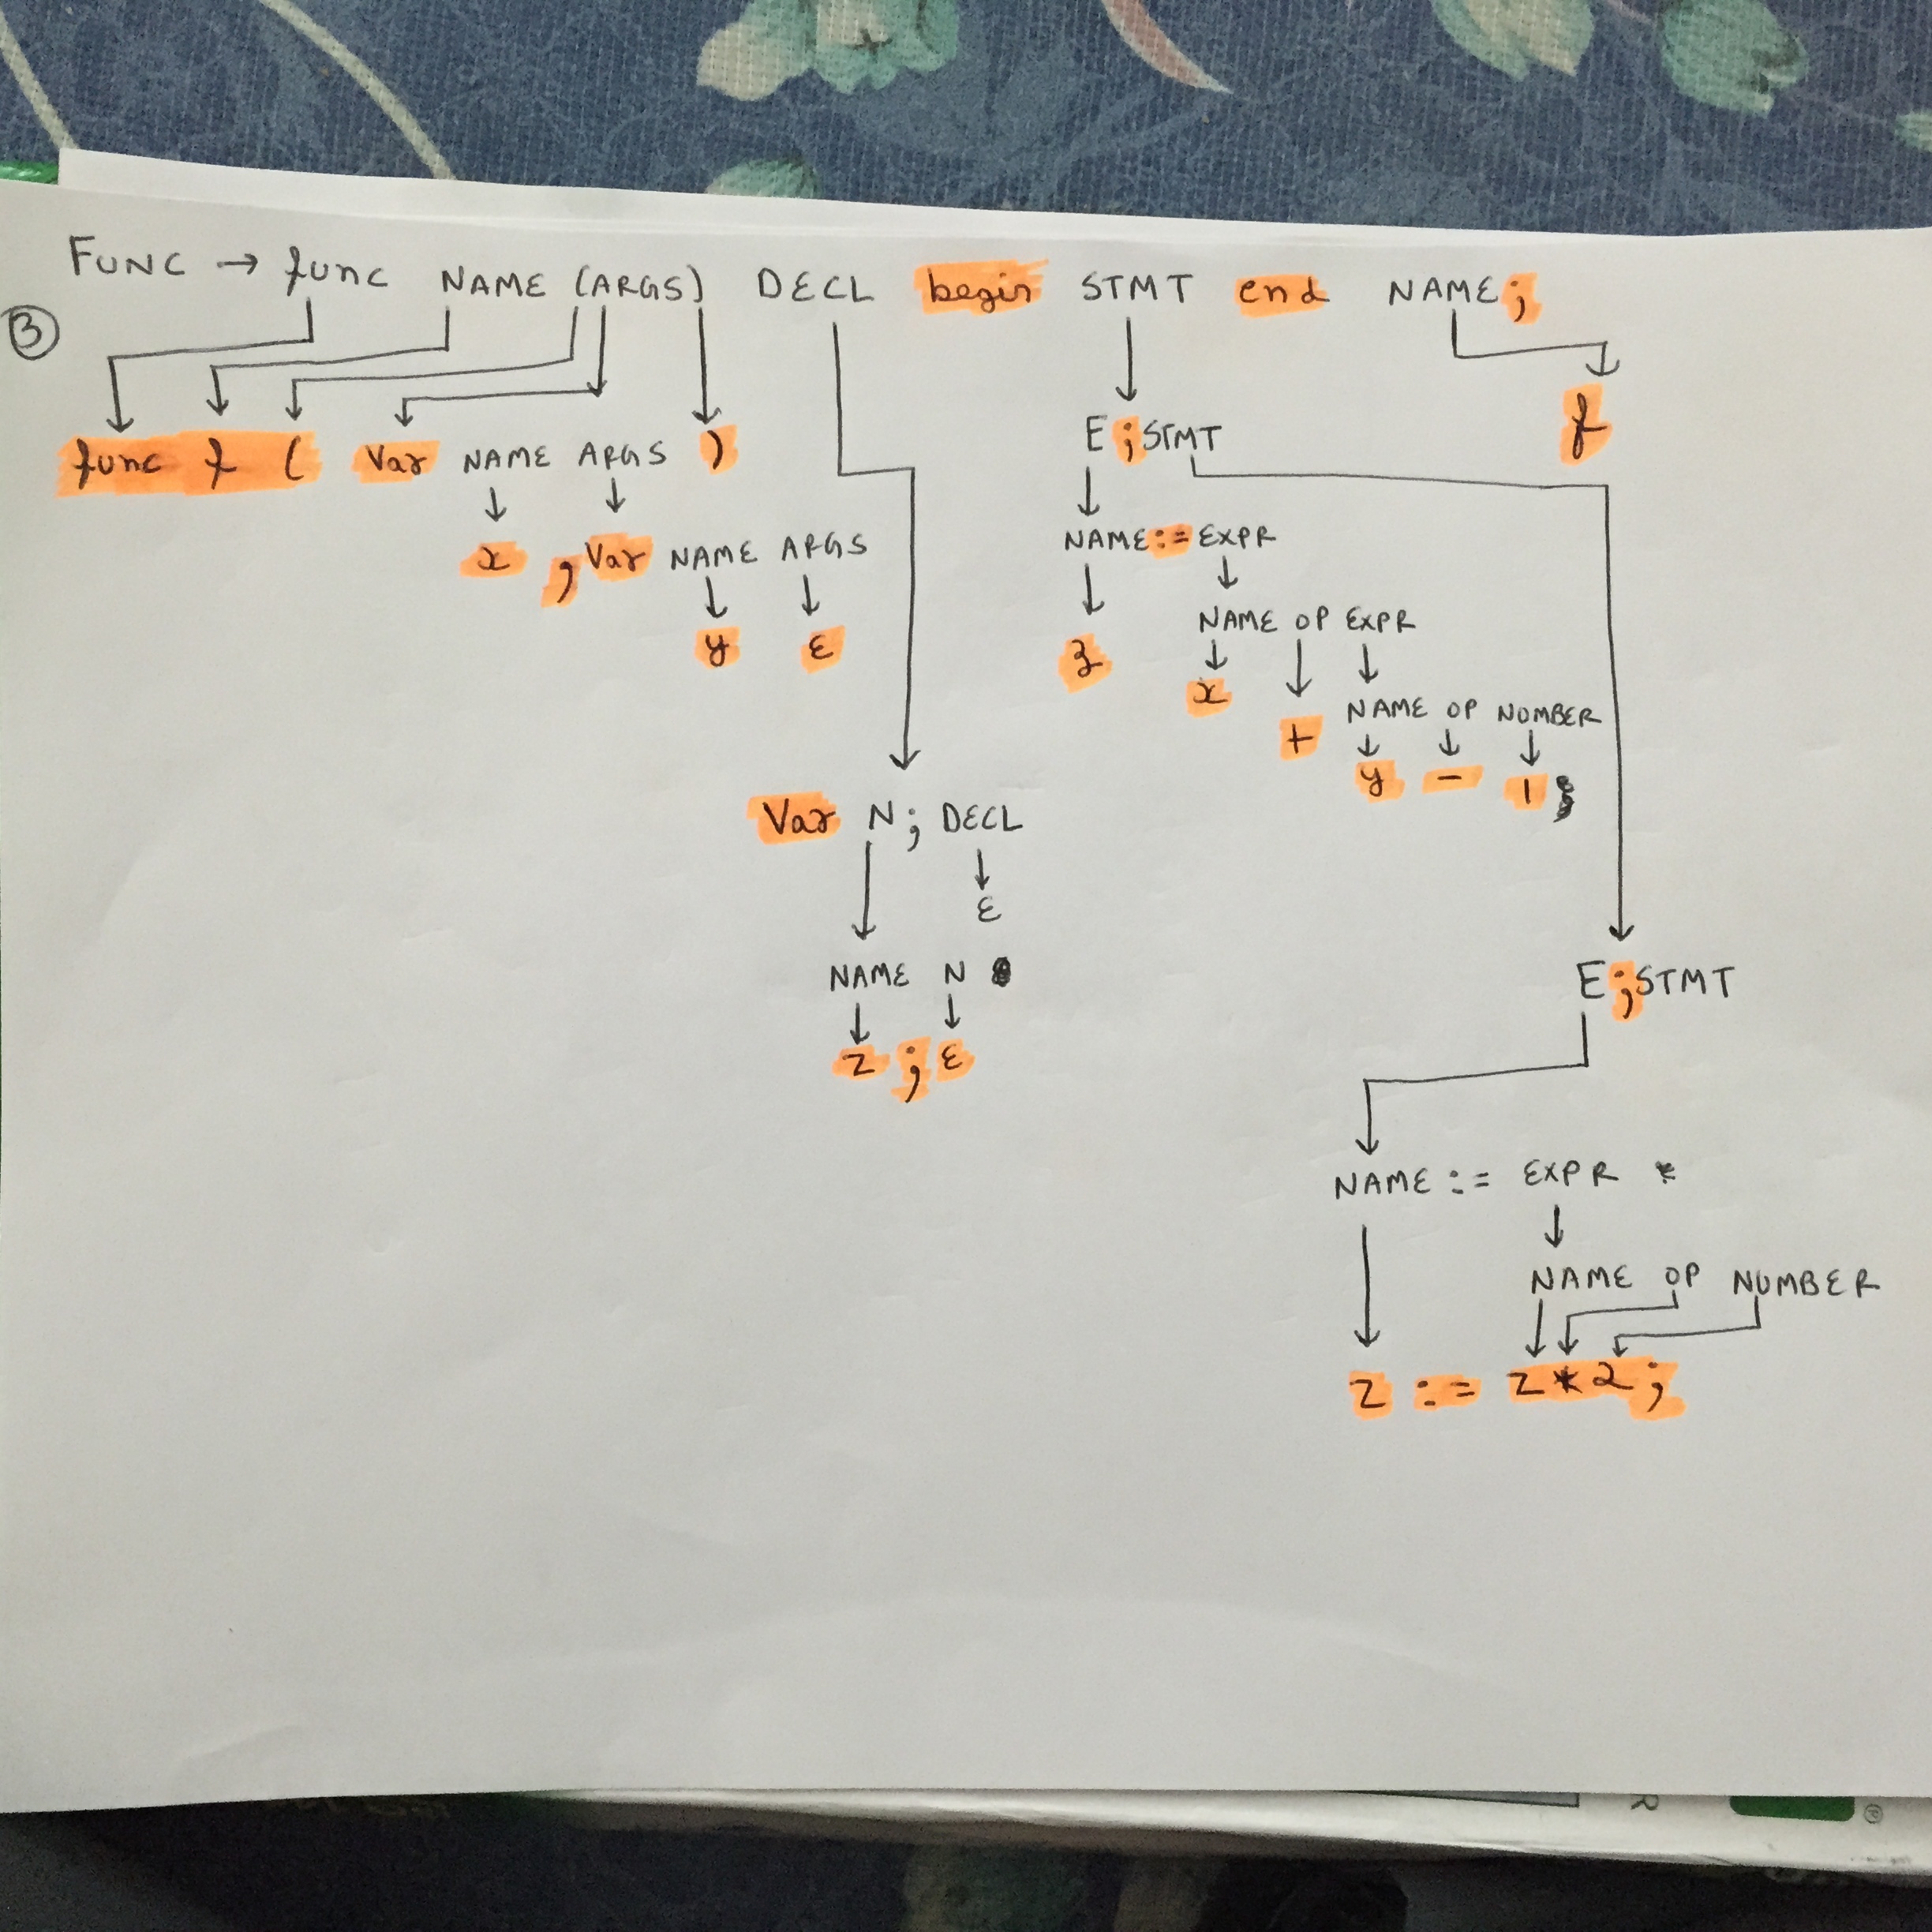 FUNC → func NAME (ARGS) DECL begin STMT end NAME;
3
E;STMT
f
func f ( Var NAME ARGS )
NAME:=EXPR
x , Var NAME ARGS
NAME OP EXPR
y ε
z
x
+
NAME OP NUMBER
y - 1
Var N; DECL
ε
NAME N
E;STMT
z ; ε
NAME := EXPR *
NAME OP NUMBER
z := z*2;
R
®